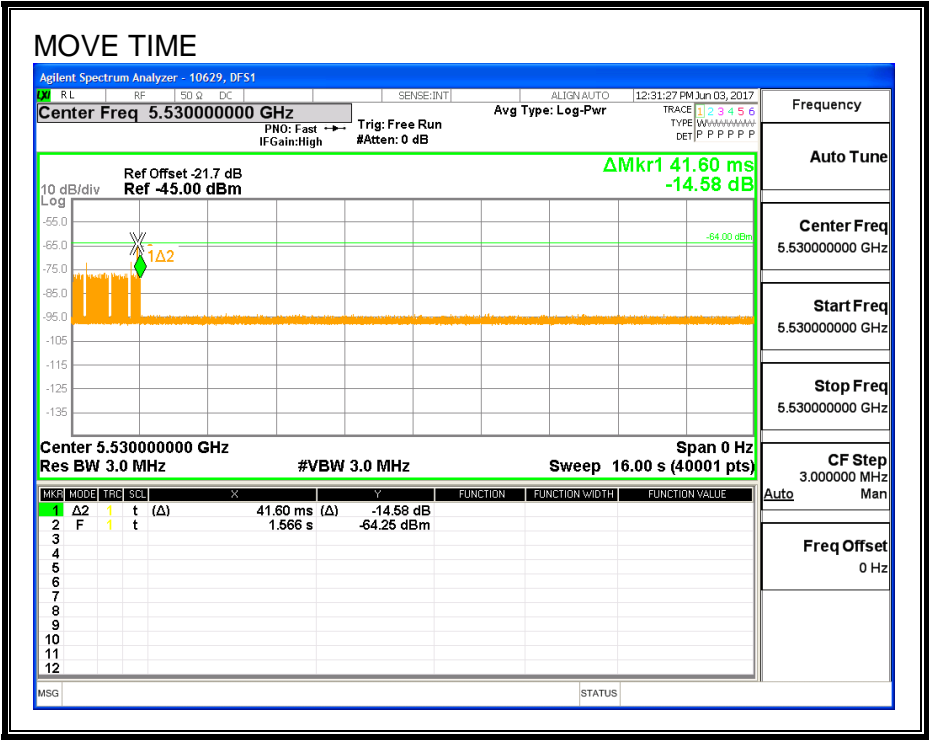 MOVE TIME
Agilent Spectrum Analyzer - 10629, DFS1
LXI RL RF 50 Ω DC SENSE:INT ALIGN AUTO 12:31:27 PM Jun 03, 2017
Center Freq 5.530000000 GHz
PNO: Fast
IFGain:High
Trig: Free Run
#Atten: 0 dB
Avg Type: Log-Pwr
TRACE 1 2 3 4 5 6
TYPE
DET P P P P P P
Frequency
Auto Tune
Center Freq
5.530000000 GHz
Start Freq
5.530000000 GHz
Stop Freq
5.530000000 GHz
CF Step
3.000000 MHz
Auto Man
Freq Offset
0 Hz
ΔMkr1 41.60 ms
-14.58 dB
Ref Offset -21.7 dB
10 dB/div Ref -45.00 dBm
Log
-55.0
-65.0
-75.0
-85.0
-95.0
-105
-115
-125
-135
-64.00 dBm
1Δ2
Center 5.530000000 GHz Span 0 Hz
Res BW 3.0 MHz #VBW 3.0 MHz Sweep 16.00 s (40001 pts)
MKR MODE TRC SCL X Y FUNCTION FUNCTION WIDTH FUNCTION VALUE
1 Δ2 1 t (Δ) 41.60 ms (Δ) -14.58 dB
2 F 1 t 1.566 s -64.25 dBm
3
4
5
6
7
8
9
10
11
12
MSG STATUS